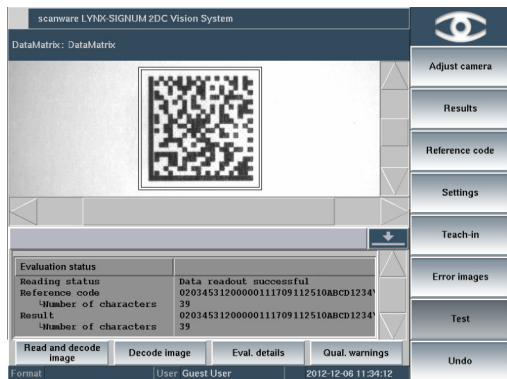 scanware LYNX-SIGNUM 2DC Vision System
DataMatrix: DataMatrix
Adjust camera
Results
Reference code
Settings
Teach-in
Error images
Test
Undo
Evaluation status
Reading status Data readout successful
Reference code 0203453120000011170911251​0ABCD1234
└Number of characters 39
Result 02034531200000111709112510ABCD1234
└Number of characters 39
Read and decode image
Decode image
Eval. details
Qual. warnings
Format User Guest User 2012-12-06 11:34:12